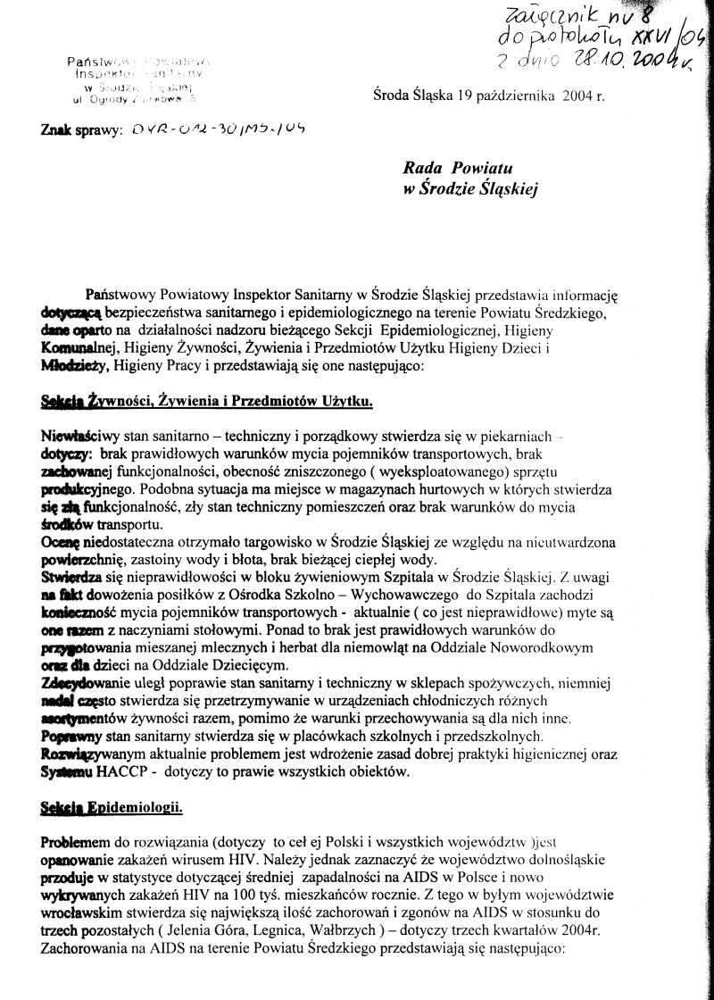 Załącznik nr 8
do protokołu XXVI/04
z dnia 28.10.2004r.
Państwowy Powiatowy
Inspektor Sanitarny
w Środzie Śląskiej
ul Ogrody Zamkowe 5
Środa Śląska 19 października 2004 r.
Znak sprawy: DYR-012-30/MS-/04
Rada Powiatu
w Środzie Śląskiej
Państwowy Powiatowy Inspektor Sanitarny w Środzie Śląskiej przedstawia informację
dotyczącą bezpieczeństwa sanitarnego i epidemiologicznego na terenie Powiatu Średzkiego,
dane oparto na działalności nadzoru bieżącego Sekcji Epidemiologicznej, Higieny
Komunalnej, Higieny Żywności, Żywienia i Przedmiotów Użytku Higieny Dzieci i
Młodzieży, Higieny Pracy i przedstawiają się one następująco:
Sekcja Żywności, Żywienia i Przedmiotów Użytku.
Niewłaściwy stan sanitarno – techniczny i porządkowy stwierdza się w piekarniach –
dotyczy: brak prawidłowych warunków mycia pojemników transportowych, brak
zachowanej funkcjonalności, obecność zniszczonego ( wyeksploatowanego) sprzętu
produkcyjnego. Podobna sytuacja ma miejsce w magazynach hurtowych w których stwierdza
się złą funkcjonalność, zły stan techniczny pomieszczeń oraz brak warunków do mycia
środków transportu.
Ocenę niedostateczna otrzymało targowisko w Środzie Śląskiej ze względu na nieutwardzona
powierzchnię, zastoiny wody i błota, brak bieżącej ciepłej wody.
Stwierdza się nieprawidłowości w bloku żywieniowym Szpitala w Środzie Śląskiej. Z uwagi
na fakt dowożenia posiłków z Ośrodka Szkolno – Wychowawczego do Szpitala zachodzi
konieczność mycia pojemników transportowych - aktualnie ( co jest nieprawidłowe) myte są
one razem z naczyniami stołowymi. Ponad to brak jest prawidłowych warunków do
przygotowania mieszanej mlecznych i herbat dla niemowląt na Oddziale Noworodkowym
oraz dla dzieci na Oddziale Dziecięcym.
Zdecydowanie uległ poprawie stan sanitarny i techniczny w sklepach spożywczych, niemniej
nadal często stwierdza się przetrzymywanie w urządzeniach chłodniczych różnych
asortymentów żywności razem, pomimo że warunki przechowywania są dla nich inne.
Poprawny stan sanitarny stwierdza się w placówkach szkolnych i przedszkolnych.
Rozwiązywanym aktualnie problemem jest wdrożenie zasad dobrej praktyki higienicznej oraz
Systemu HACCP - dotyczy to prawie wszystkich obiektów.
Sekcja Epidemiologii.
Problemem do rozwiązania (dotyczy to ceł ej Polski i wszystkich województw )jest
opanowanie zakażeń wirusem HIV. Należy jednak zaznaczyć że województwo dolnośląskie
przoduje w statystyce dotyczącej średniej zapadalności na AIDS w Polsce i nowo
wykrywanych zakażeń HIV na 100 tyś. mieszkańców rocznie. Z tego w byłym województwie
wrocławskim stwierdza się największą ilość zachorowań i zgonów na AIDS w stosunku do
trzech pozostałych ( Jelenia Góra, Legnica, Wałbrzych ) – dotyczy trzech kwartałów 2004r.
Zachorowania na AIDS na terenie Powiatu Średzkiego przedstawiają się następująco: